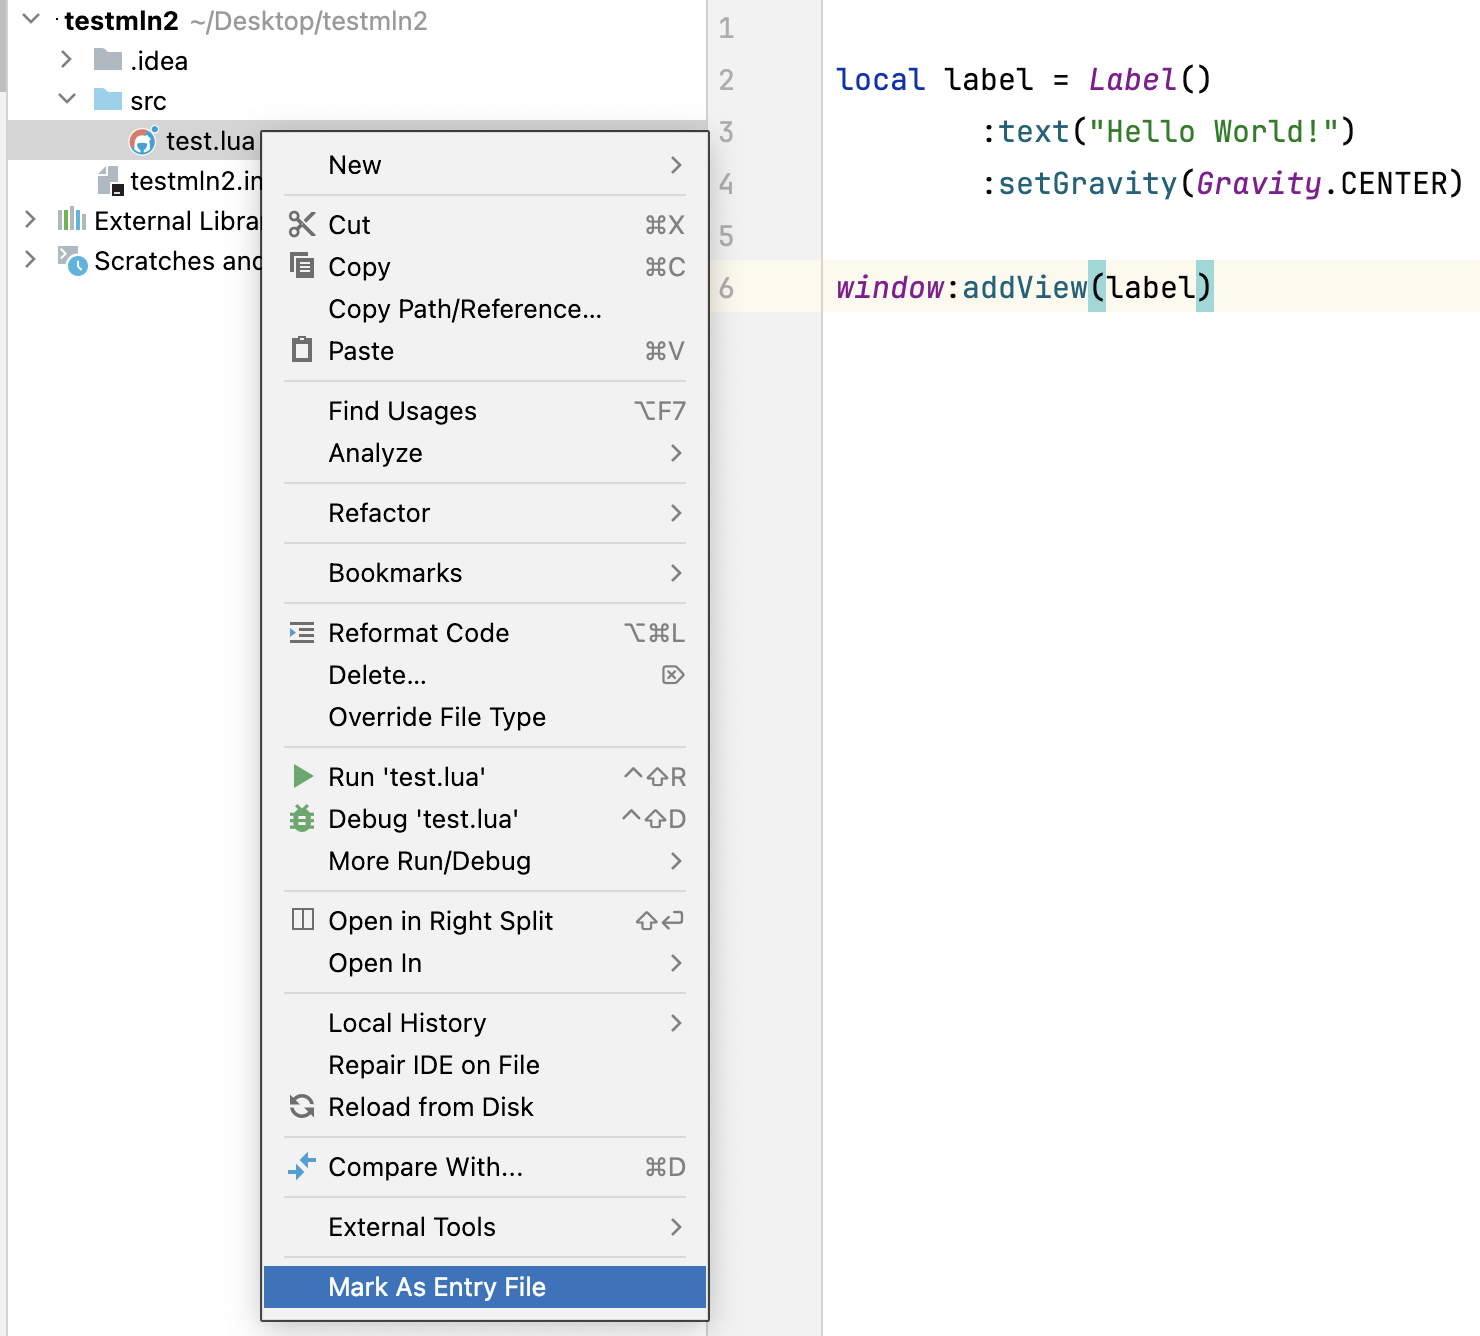 testmln2 ~/Desktop/testmln2
.idea
src
test.lua
testmln2.im
External Libra
Scratches and
New
Cut ⌘X
Copy ⌘C
Copy Path/Reference...
Paste ⌘V
Find Usages ⌥F7
Analyze
Refactor
Bookmarks
Reformat Code ⌥⌘L
Delete... ⌦
Override File Type
Run 'test.lua' ^⇧R
Debug 'test.lua' ^⇧D
More Run/Debug
Open in Right Split ⇧↩
Open In
Local History
Repair IDE on File
Reload from Disk
Compare With... ⌘D
External Tools
Mark As Entry File
1
2 local label = Label()
3 :text("Hello World!")
4 :setGravity(Gravity.CENTER)
5
6 window:addView(label)